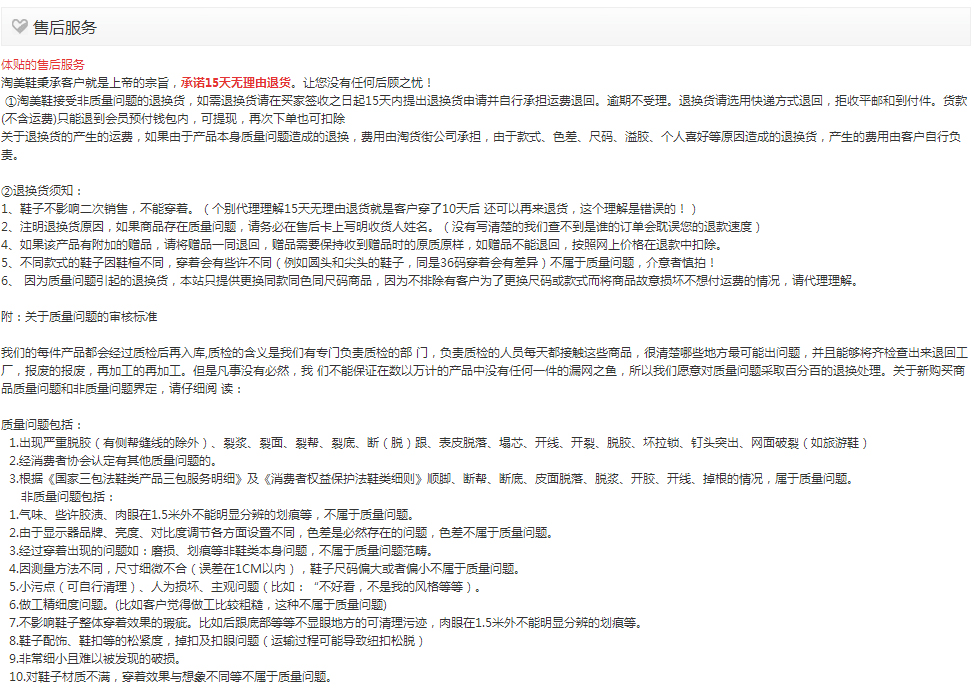 售后服务
体贴的售后服务
淘美鞋秉承客户就是上帝的宗旨，承诺15天无理由退货。让您没有任何后顾之忧！
①淘美鞋接受非质量问题的退换货，如需退换货请在买家签收之日起15天内提出退换货申请并自行承担运费退回。逾期不受理。退换货请选用快递方式退回，拒收平邮和到付件。货款
(不含运费)只能退到会员预付钱包内，可提现，再次下单也可扣除
关于退换货的产生的运费，如果由于产品本身质量问题造成的退换，费用由淘货街公司承担，由于款式、色差、尺码、溢胶、个人喜好等原因造成的退换货，产生的费用由客户自行负
责。
②退换货须知：
1、鞋子不影响二次销售，不能穿着。（个别代理理解15天无理由退货就是客户穿了10天后 还可以再来退货，这个理解是错误的！）
2、注明退换货原因，如果商品存在质量问题，请务必在售后卡上写明收货人姓名。（没有写清楚的我们查不到是谁的订单会耽误您的退款速度）
4、如果该产品有附加的赠品，请将赠品一同退回，赠品需要保持收到赠品时的原质原样，如赠品不能退回，按照网上价格在退款中扣除。
5、不同款式的鞋子因鞋楦不同，穿着会有些许不同（例如圆头和尖头的鞋子，同是36码穿着会有差异）不属于质量问题，介意者慎拍！
6、 因为质量问题引起的退换货，本站只提供更换同款同色同尺码商品，因为不排除有客户为了更换尺码或款式而将商品故意损坏不想付运费的情况，请代理理解。
附：关于质量问题的审核标准
我们的每件产品都会经过质检后再入库,质检的含义是我们有专门负责质检的部 门，负责质检的人员每天都接触这些商品，很清楚哪些地方最可能出问题，并且能够将齐检查出来退回工
厂，报废的报废，再加工的再加工。但是凡事没有必然，我 们不能保证在数以万计的产品中没有任何一件的漏网之鱼，所以我们愿意对质量问题采取百分百的退换处理。关于新购买商
品质量问题和非质量问题界定，请仔细阅 读：
质量问题包括：
1.出现严重脱胶（有侧帮缝线的除外）、裂浆、裂面、裂帮、裂底、断（脱）跟、表皮脱落、塌芯、开线、开裂、脱胶、坏拉锁、钉头突出、网面破裂（如旅游鞋）
2.经消费者协会认定有其他质量问题的。
3.根据《国家三包法鞋类产品三包服务明细》及《消费者权益保护法鞋类细则》顺脚、断帮、断底、皮面脱落、脱浆、开胶、开线、掉根的情况，属于质量问题。
非质量问题包括：
1.气味、些许胶渍、肉眼在1.5米外不能明显分辨的划痕等，不属于质量问题。
2.由于显示器品牌、亮度、对比度调节各方面设置不同，色差是必然存在的问题，色差不属于质量问题。
3.经过穿着出现的问题如：磨损、划痕等非鞋类本身问题，不属于质量问题范畴。
4.因测量方法不同，尺寸细微不合（误差在1CM以内），鞋子尺码偏大或者偏小不属于质量问题。
5.小污点（可自行清理）、人为损坏、主观问题（比如：“不好看，不是我的风格等等）。
6.做工精细度问题。(比如客户觉得做工比较粗糙，这种不属于质量问题)
7.不影响鞋子整体穿着效果的瑕疵。比如后跟底部等等不显眼地方的可清理污迹，肉眼在1.5米外不能明显分辨的划痕等。
8.鞋子配饰、鞋扣等的松紧度，掉扣及扣眼问题（运输过程可能导致纽扣松脱）
9.非常细小且难以被发现的破损。
10.对鞋子材质不满，穿着效果与想象不同等不属于质量问题。